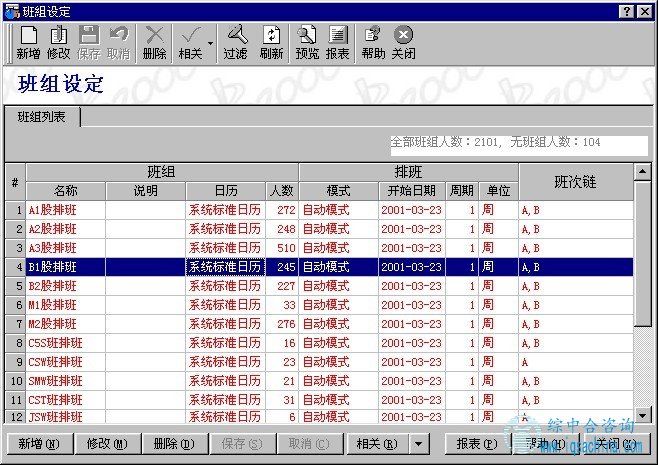 班组设定
新增 修改 保存 取消 删除 相关 过滤 刷新 预览 报表 帮助 关闭
班组设定
班组列表
全部班组人数：2101, 无班组人数：104
# 班组 排班 班次链
名称 说明 日历 人数 模式 开始日期 周期 单位
1 A1股排班 系统标准日历 272 自动模式 2001-03-23 1 周 A,B
2 A2股排班 系统标准日历 248 自动模式 2001-03-23 1 周 A,B
3 A3股排班 系统标准日历 510 自动模式 2001-03-23 1 周 A,B
4 B1股排班 系统标准日历 245 自动模式 2001-03-23 1 周 A,B
5 B2股排班 系统标准日历 227 自动模式 2001-03-23 1 周 A,B
6 M1股排班 系统标准日历 33 自动模式 2001-03-23 1 周 A,B
7 M2股排班 系统标准日历 276 自动模式 2001-03-23 1 周 A,B
8 C5S班排班 系统标准日历 16 自动模式 2001-03-23 1 周 A,B
9 CSW班排班 系统标准日历 23 自动模式 2001-03-23 1 周 A
10 SMW班排班 系统标准日历 21 自动模式 2001-03-23 1 周 A,B
11 CST班排班 系统标准日历 31 自动模式 2001-03-23 1 周 A,B
12 JSW班排班 系统标准日历 6 自动模式 2001-03-23 1 周 A
综中合咨询
新增(N) 修改(M) 删除(D) 保存(S) 取消(C) 相关(R) 报表(P) 帮助(H) 关闭(X)